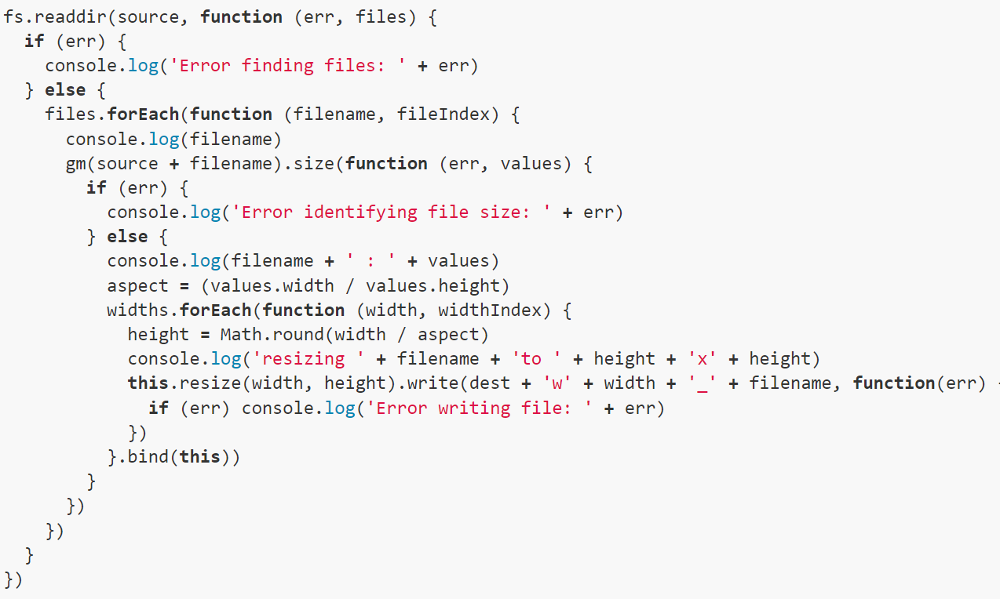 fs.readdir(source, function (err, files) {
  if (err) {
    console.log('Error finding files: ' + err)
  } else {
    files.forEach(function (filename, fileIndex) {
      console.log(filename)
      gm(source + filename).size(function (err, values) {
        if (err) {
          console.log('Error identifying file size: ' + err)
        } else {
          console.log(filename + ' : ' + values)
          aspect = (values.width / values.height)
          widths.forEach(function (width, widthIndex) {
            height = Math.round(width / aspect)
            console.log('resizing ' + filename + 'to ' + height + 'x' + height)
            this.resize(width, height).write(dest + 'w' + width + '_' + filename, function(err)
              if (err) console.log('Error writing file: ' + err)
            })
          }.bind(this))
        }
      })
    })
  }
})